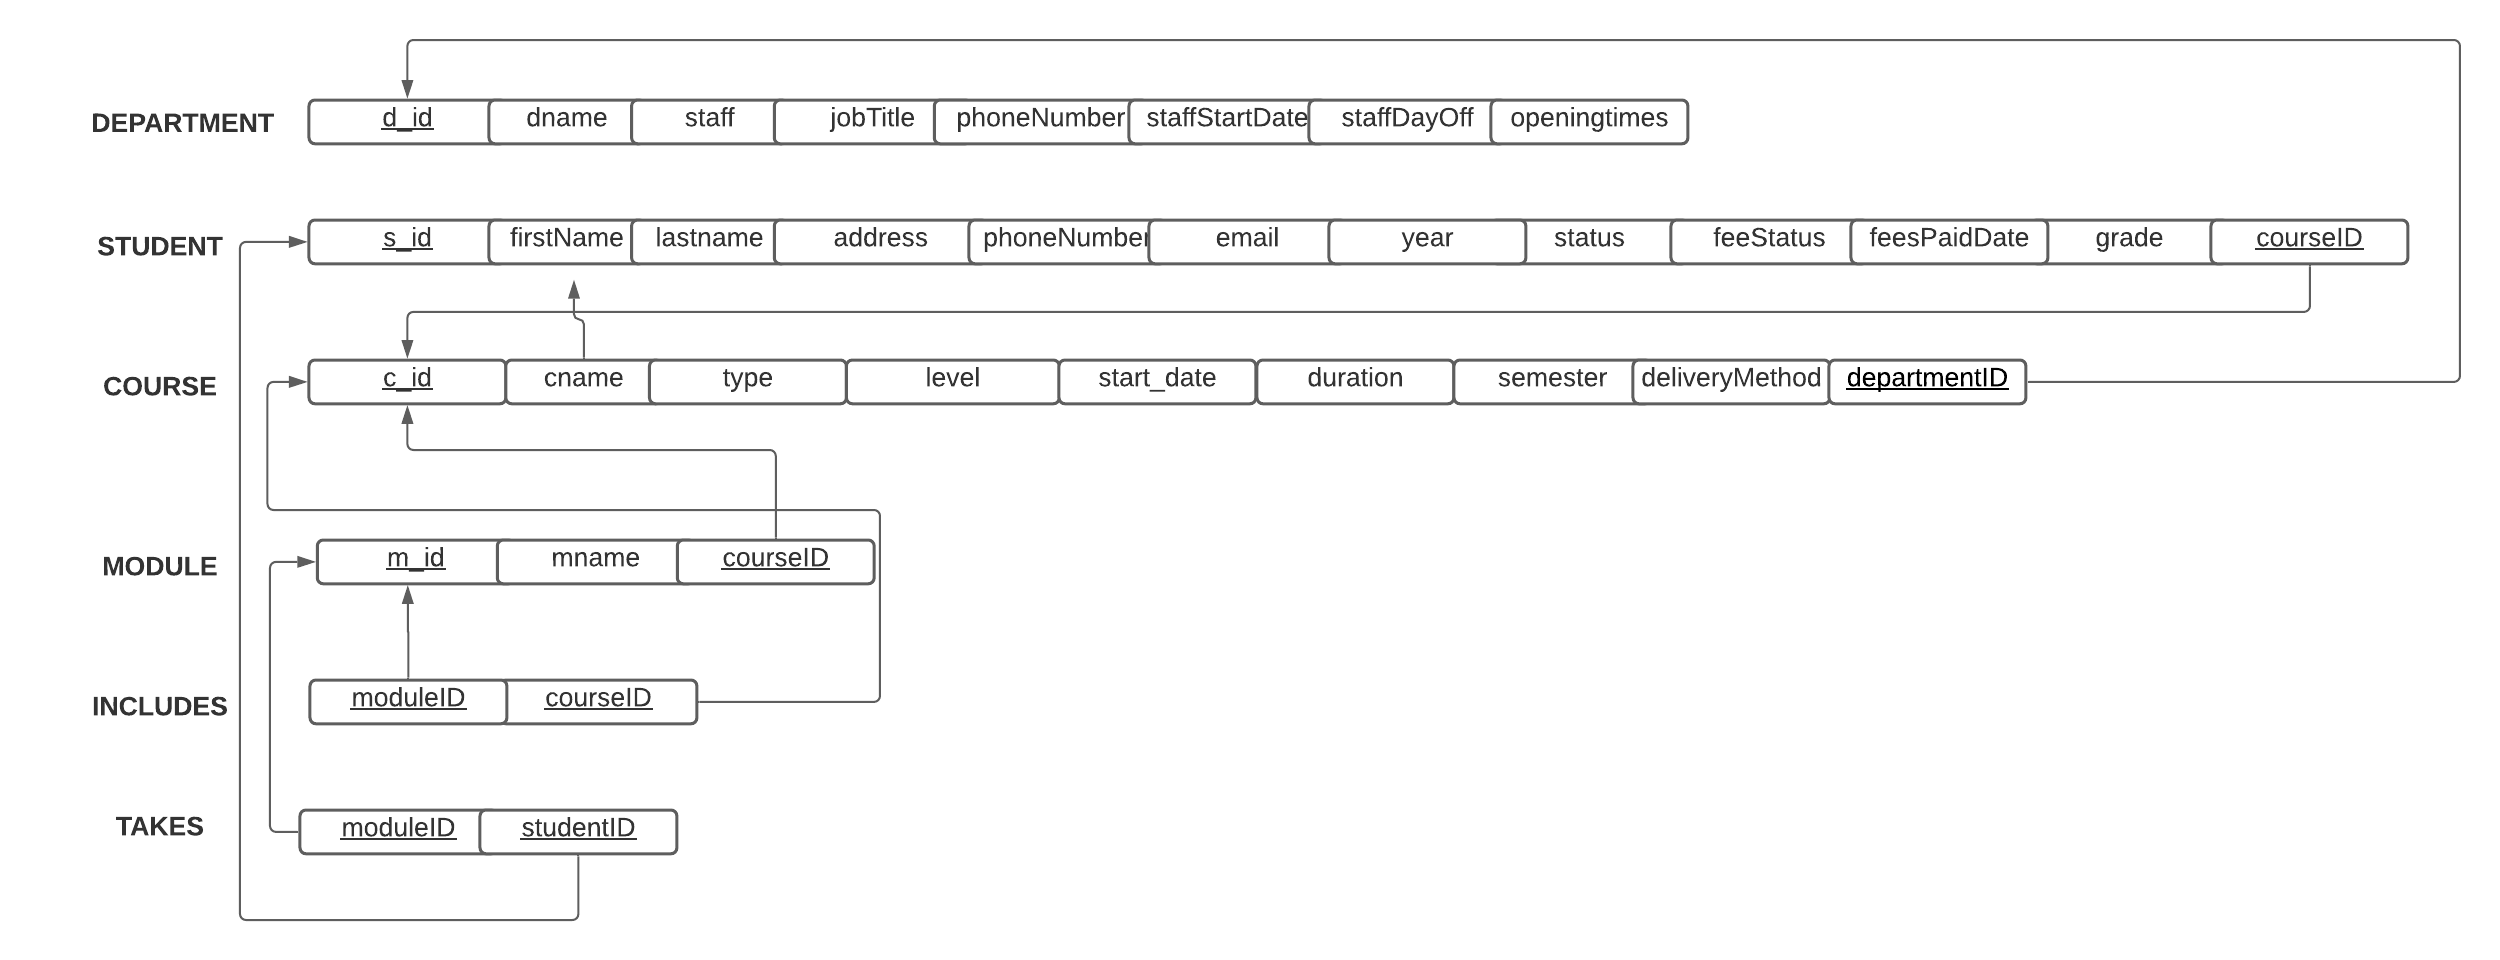 DEPARTMENT d_id dname staff jobTitle phoneNumber staffStartDate staffDayOff openingtimes
STUDENT s_id firstName lastname address phoneNumber email year status feeStatus feesPaidDate grade courseID
COURSE c_id cname type level start_date duration semester deliveryMethod departmentID
MODULE m_id mname courseID
INCLUDES moduleID courseID
TAKES moduleID studentID